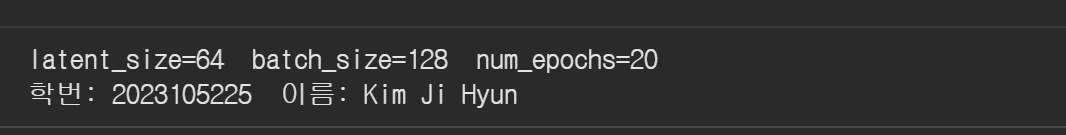 latent_size=64  batch_size=128  num_epochs=20
학번: 2023105225  이름: Kim Ji Hyun